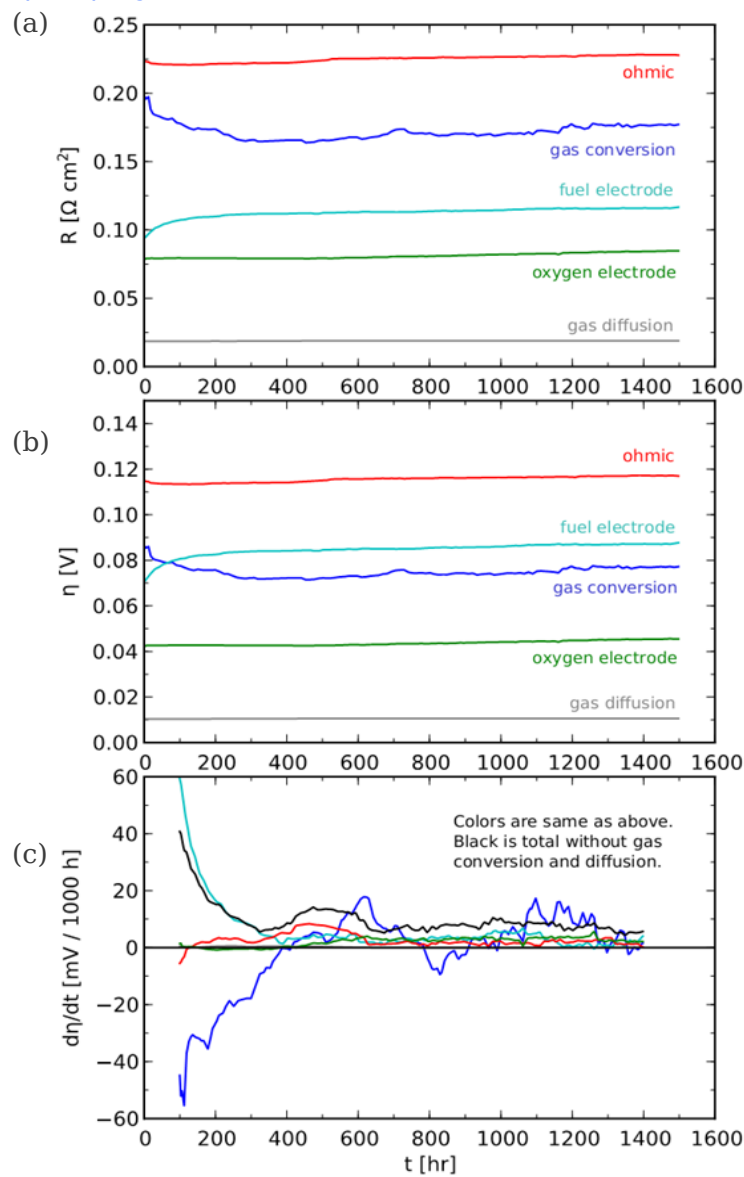 (a)
0.25
0.20
0.15
0.10
0.05
0.00
R [Ω cm²]
ohmic
gas conversion
fuel electrode
oxygen electrode
gas diffusion
0 200 400 600 800 1000 1200 1400 1600
(b)
0.14
0.12
0.10
0.08
0.06
0.04
0.02
0.00
η [V]
ohmic
fuel electrode
gas conversion
oxygen electrode
gas diffusion
0 200 400 600 800 1000 1200 1400 1600
(c)
60
40
20
0
−20
−40
−60
dη/dt [mV / 1000 h]
Colors are same as above.
Black is total without gas
conversion and diffusion.
0 200 400 600 800 1000 1200 1400 1600
t [hr]